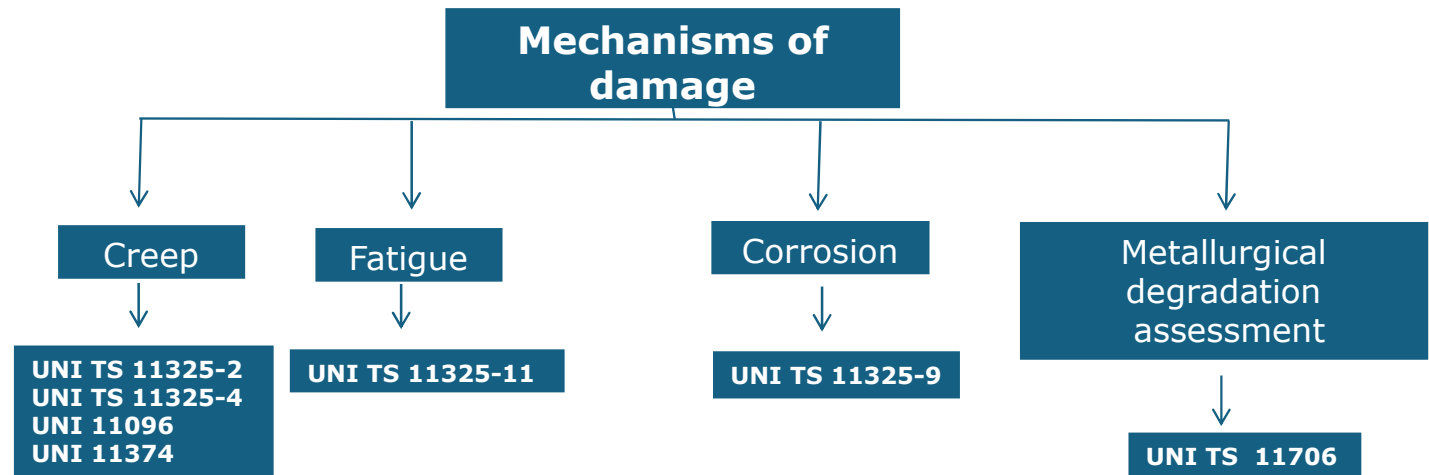 Mechanisms of
damage
Creep
Fatigue
Corrosion
Metallurgical
degradation
assessment
UNI TS 11325-2
UNI TS 11325-4
UNI 11096
UNI 11374
UNI TS 11325-11
UNI TS 11325-9
UNI TS 11706